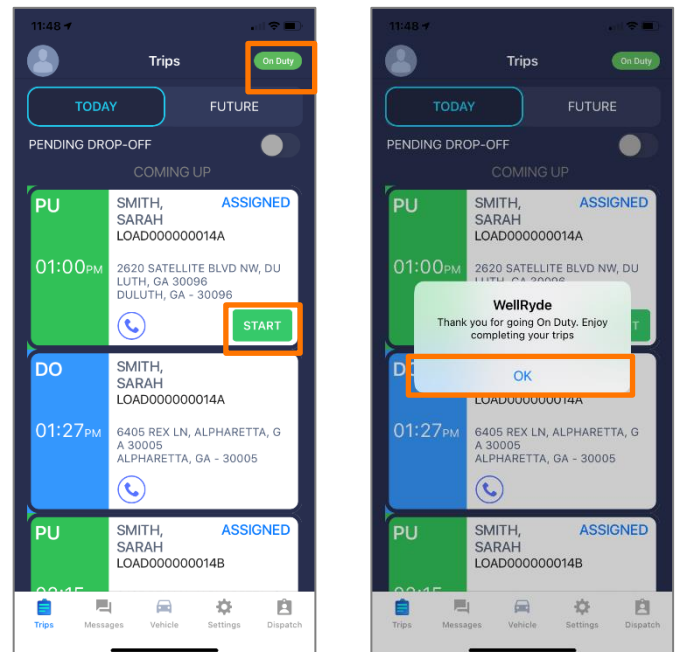 11:48
Trips
On Duty
TODAY
FUTURE
PENDING DROP-OFF
COMING UP
PU
SMITH,
SARAH
ASSIGNED
LOAD000000014A
01:00PM
2620 SATELLITE BLVD NW, DU
LUTH, GA 30096
DULUTH, GA - 30096
START
DO
SMITH,
SARAH
LOAD000000014A
01:27PM
6405 REX LN, ALPHARETTA, G
A 30005
ALPHARETTA, GA - 30005
PU
SMITH,
SARAH
ASSIGNED
LOAD000000014B
Trips
Messages
Vehicle
Settings
Dispatch
11:48
Trips
On Duty
TODAY
FUTURE
PENDING DROP-OFF
COMING UP
PU
SMITH,
SARAH
ASSIGNED
LOAD000000014A
01:00PM
2620 SATELLITE BLVD NW, DU
LUTH, GA 30096
WellRyde
Thank you for going On Duty. Enjoy
completing your trips
OK
LOAD000000014A
01:27PM
6405 REX LN, ALPHARETTA, G
A 30005
ALPHARETTA, GA - 30005
PU
SMITH,
SARAH
ASSIGNED
LOAD000000014B
Trips
Messages
Vehicle
Settings
Dispatch